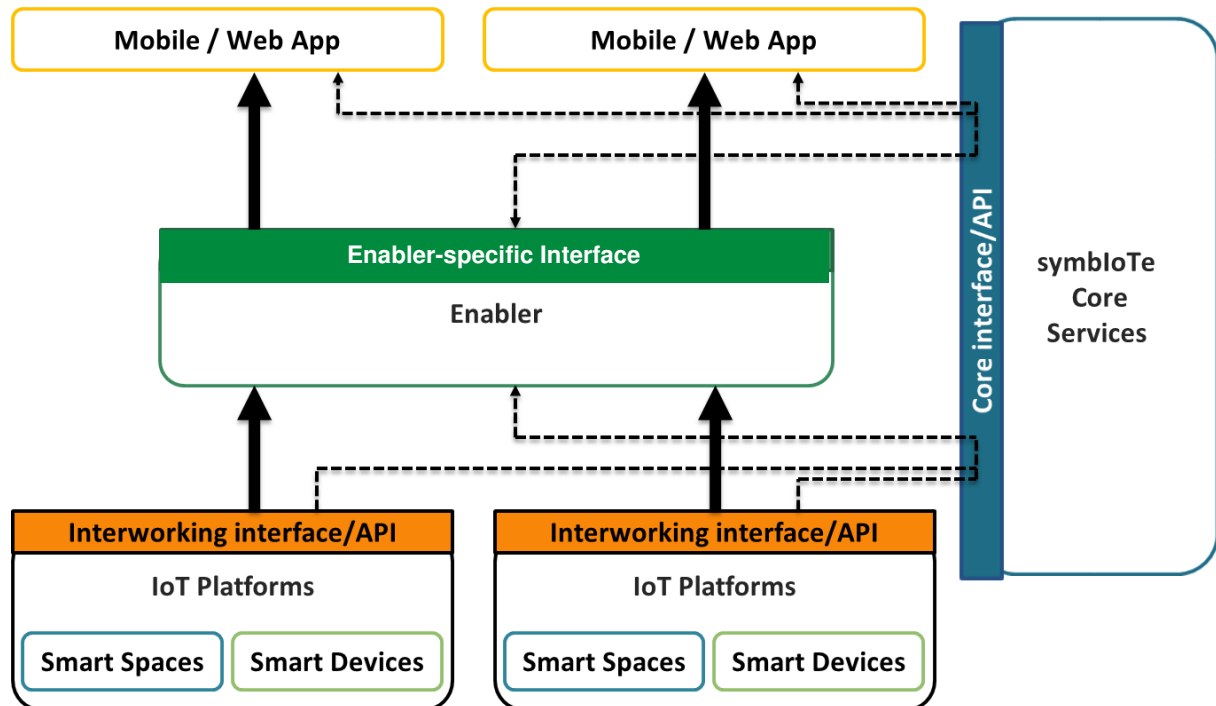 Mobile / Web App
Mobile / Web App
Enabler-specific Interface
Enabler
Core interface/API
symbIoTe
Core
Services
Interworking interface/API
IoT Platforms
Smart Spaces
Smart Devices
Interworking interface/API
IoT Platforms
Smart Spaces
Smart Devices